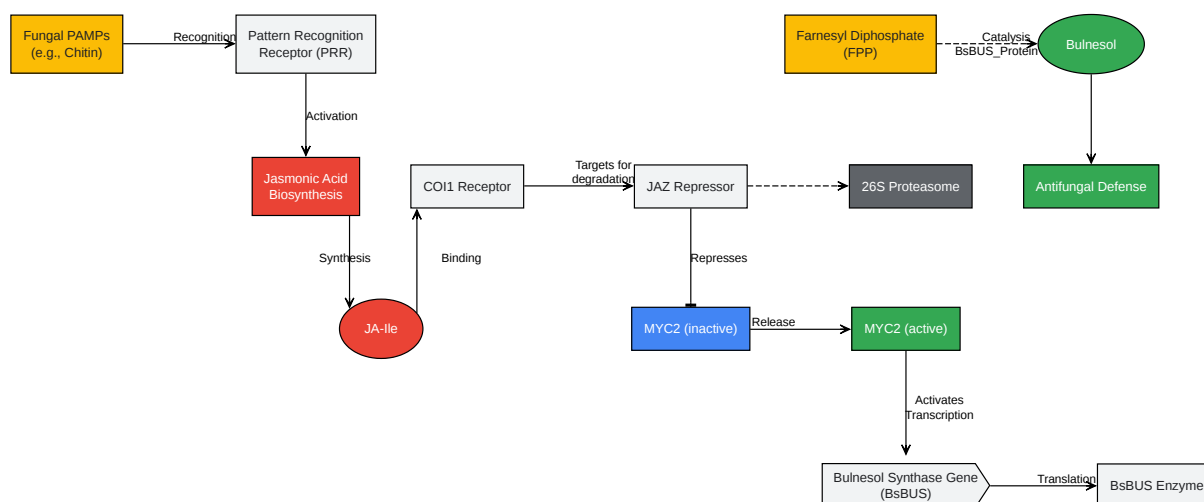 Fungal PAMPs
(e.g., Chitin)
Recognition
Pattern Recognition
Receptor (PRR)
Farnesyl Diphosphate
(FPP)
Catalysis
BsBUS_Protein
Bulnesol
Activation
Jasmonic Acid
Biosynthesis
COI1 Receptor
Targets for
degradation
JAZ Repressor
26S Proteasome
Antifungal Defense
Synthesis
Binding
Represses
JA-Ile
MYC2 (inactive)
Release
MYC2 (active)
Activates
Transcription
Bulnesol Synthase Gene
(BsBUS)
Translation
BsBUS Enzyme